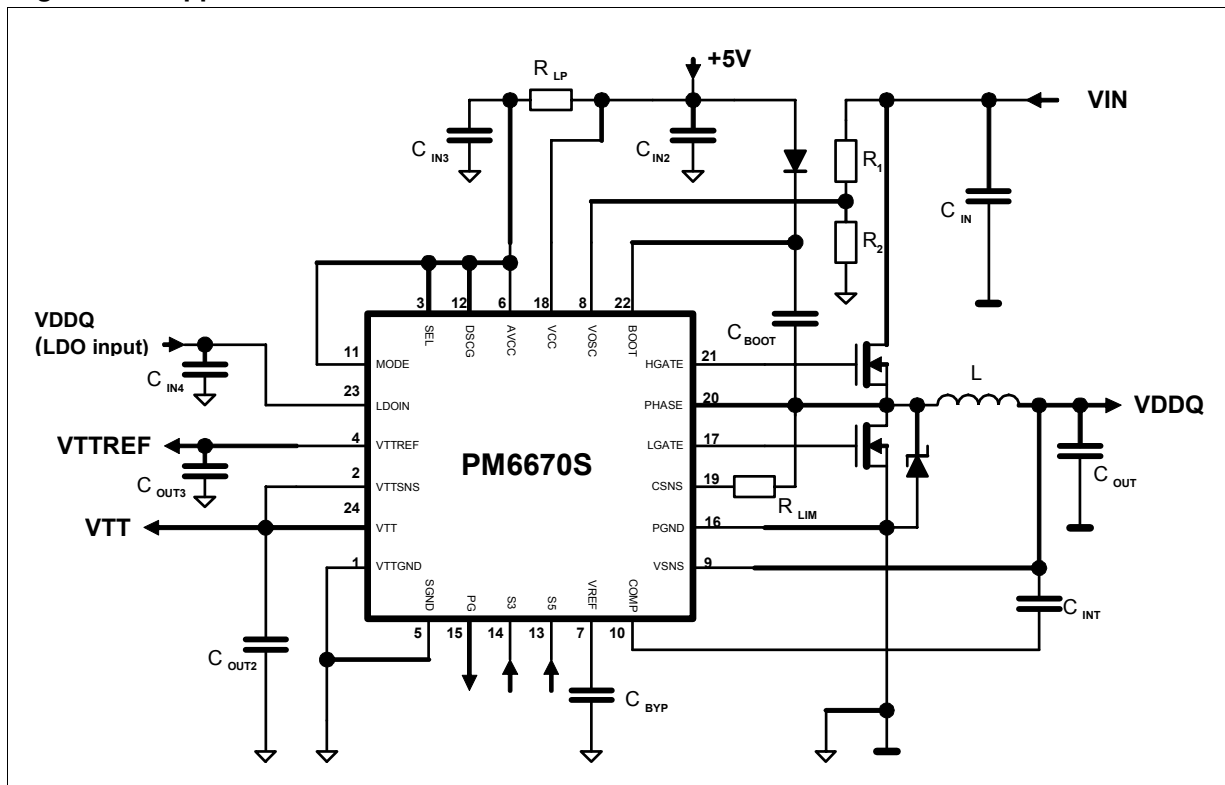 +5V
R LP
VIN
C IN3
C IN2
R 1
C IN
R 2
3 12 6 18 8 22
SEL DSCG AVCC VCC VOSC BOOT
VDDQ
(LDO input)
C BOOT
11 MODE
HGATE 21
C IN4
L
23 LDOIN
PHASE 20
VDDQ
VTTREF
4 VTTREF
LGATE 17
PM6670S
C OUT3
2 VTTSNS
CSNS 19
R LIM
C OUT
24
VTT
VTT
PGND 16
1 VTTGND
VSNS 9
SGND PG S3 S5 VREF COMP
C INT
5 15 14 13 7 10
C OUT2
C BYP